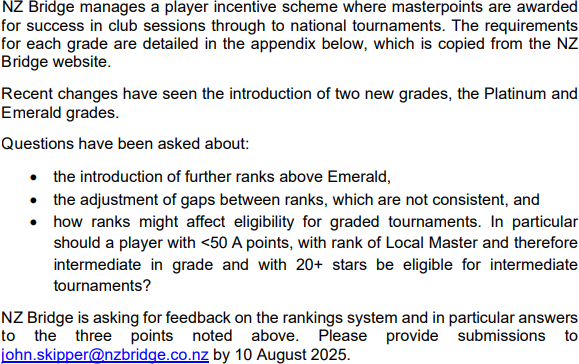 NZ Bridge manages a player incentive scheme where masterpoints are awarded
for success in club sessions through to national tournaments. The requirements
for each grade are detailed in the appendix below, which is copied from the NZ
Bridge website.
Recent changes have seen the introduction of two new grades, the Platinum and
Emerald grades.
Questions have been asked about:
• the introduction of further ranks above Emerald,
• the adjustment of gaps between ranks, which are not consistent, and
• how ranks might affect eligibility for graded tournaments. In particular
should a player with <50 A points, with rank of Local Master and therefore
intermediate in grade and with 20+ stars be eligible for intermediate
tournaments?
NZ Bridge is asking for feedback on the rankings system and in particular answers
to the three points noted above. Please provide submissions to
john.skipper@nzbridge.co.nz by 10 August 2025.